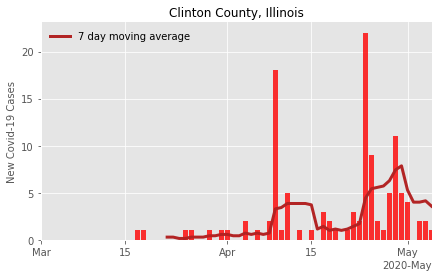 Clinton County, Illinois
7 day moving average
New Covid-19 Cases
20
15
10
5
0
Mar
15
Apr
15
May
2020-May